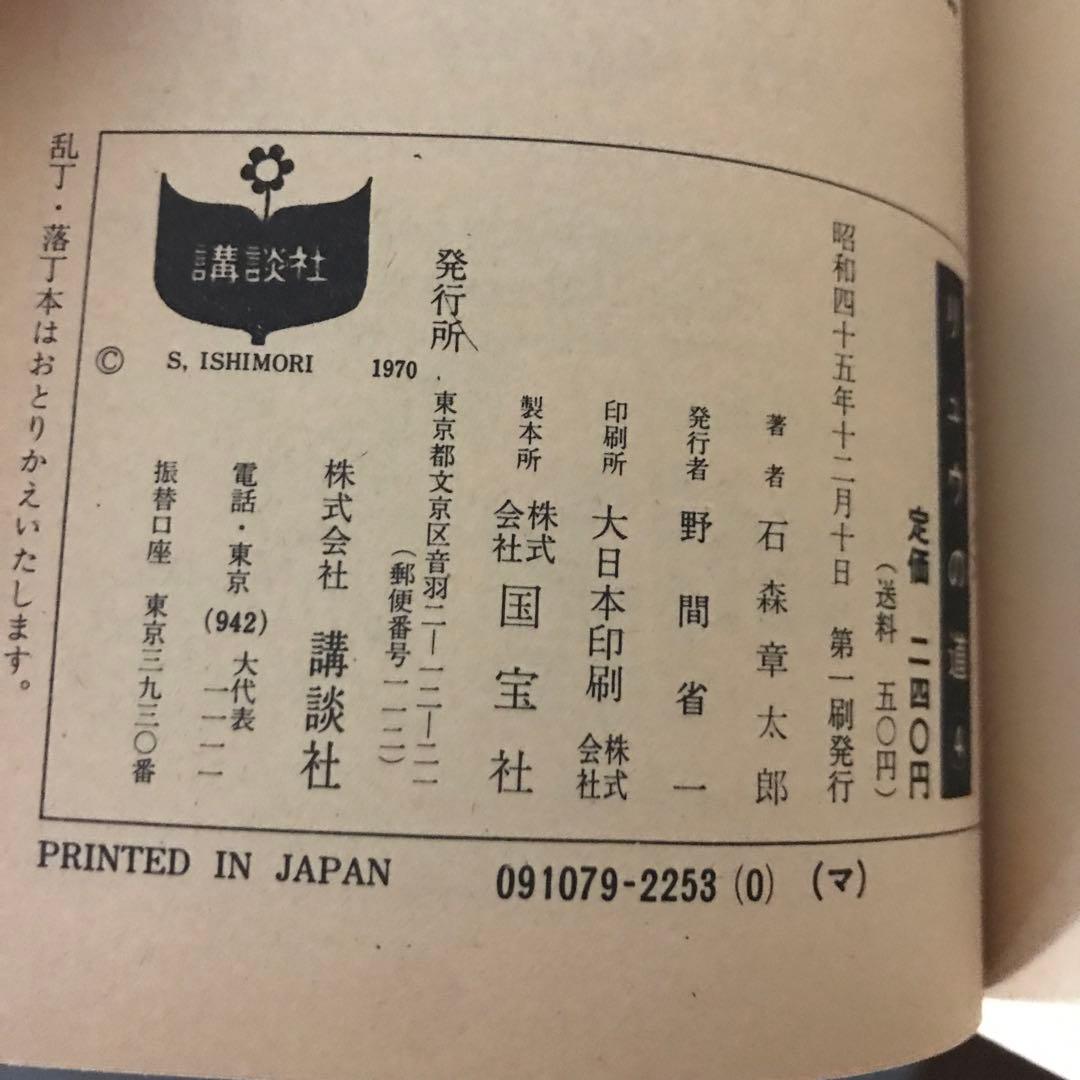 リュウの道 4
定価 二四〇円
(送料 五〇円)
昭和四十五年十二月十日 第一刷発行
著者 石森章太郎
発行者 野間省一
印刷所 大日本印刷 株式会社
製本所 株式会社 国宝社
発行所
東京都文京区音羽二―一二―二一
(郵便番号一一二)
株式会社 講談社
電話・東京 (942) 大代表 一一一一
振替口座 東京三九三〇番
講談社
© S, ISHIMORI 1970
乱丁・落丁本はおとりかえいたします。
PRINTED IN JAPAN
091079-2253 (0) (マ)